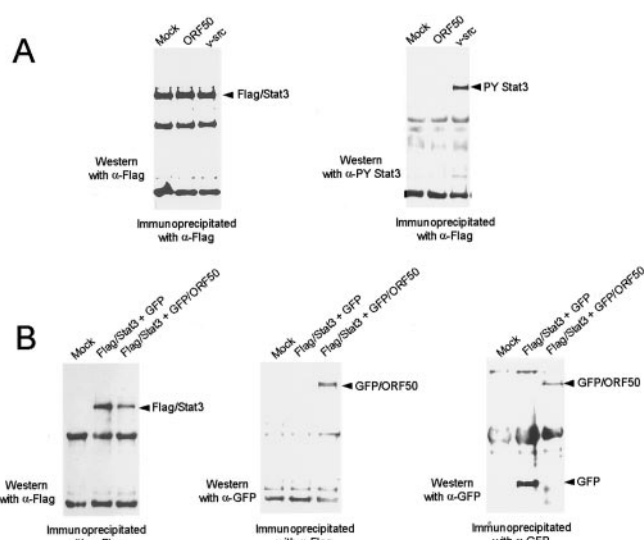 A
Mock
ORF50
v-src
Flag/Stat3
Western
with α-Flag
Immunoprecipitated
with α-Flag
Mock
ORF50
v-src
PY Stat3
Western
with α-PY Stat3
Immunoprecipitated
with α-Flag
B
Mock
Flag/Stat3 + GFP
Flag/Stat3 + GFP/ORF50
Flag/Stat3
Western
with α-Flag
Immunoprecipitated
Mock
Flag/Stat3 + GFP
Flag/Stat3 + GFP/ORF50
GFP/ORF50
Western
with α-GFP
Immunoprecipitated
with α-Flag
Mock
Flag/Stat3 + GFP
Flag/Stat3 + GFP/ORF50
GFP/ORF50
Western
with α-GFP
GFP
Immunoprecipitated
with α-GFP